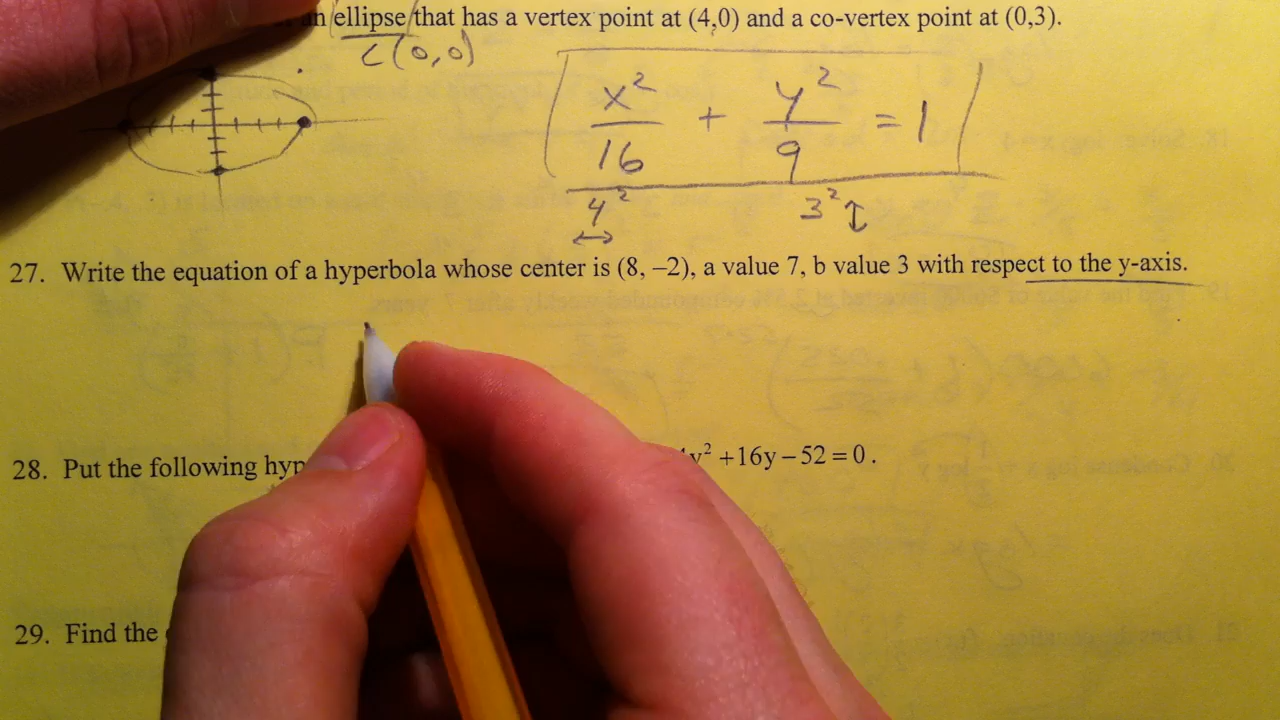 an ellipse that has a vertex point at (4,0) and a co-vertex point at (0,3).
C (0,0)
x² / 16 + y² / 9 = 1
4² ↔ 3² ↕
27. Write the equation of a hyperbola whose center is (8, –2), a value 7, b value 3 with respect to the y-axis.
28. Put the following hyp y² +16y – 52 = 0.
29. Find the